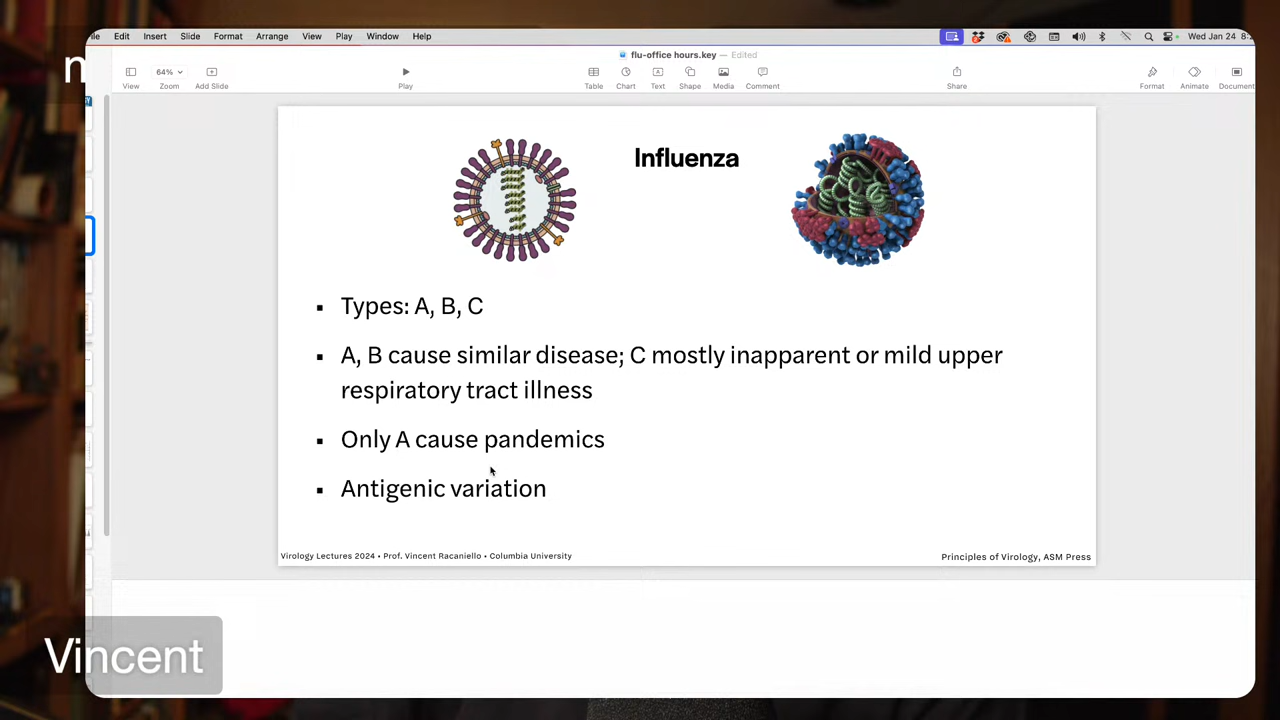 Edit Insert Slide Format Arrange View Play Window Help
Wed Jan 24
flu-office hours.key — Edited
64%
View Zoom Add Slide Play Table Chart Text Shape Media Comment Share Format Animate Document
Influenza
▪ Types: A, B, C
▪ A, B cause similar disease; C mostly inapparent or mild upper
respiratory tract illness
▪ Only A cause pandemics
▪ Antigenic variation
Virology Lectures 2024 • Prof. Vincent Racaniello • Columbia University
Principles of Virology, ASM Press
Vincent